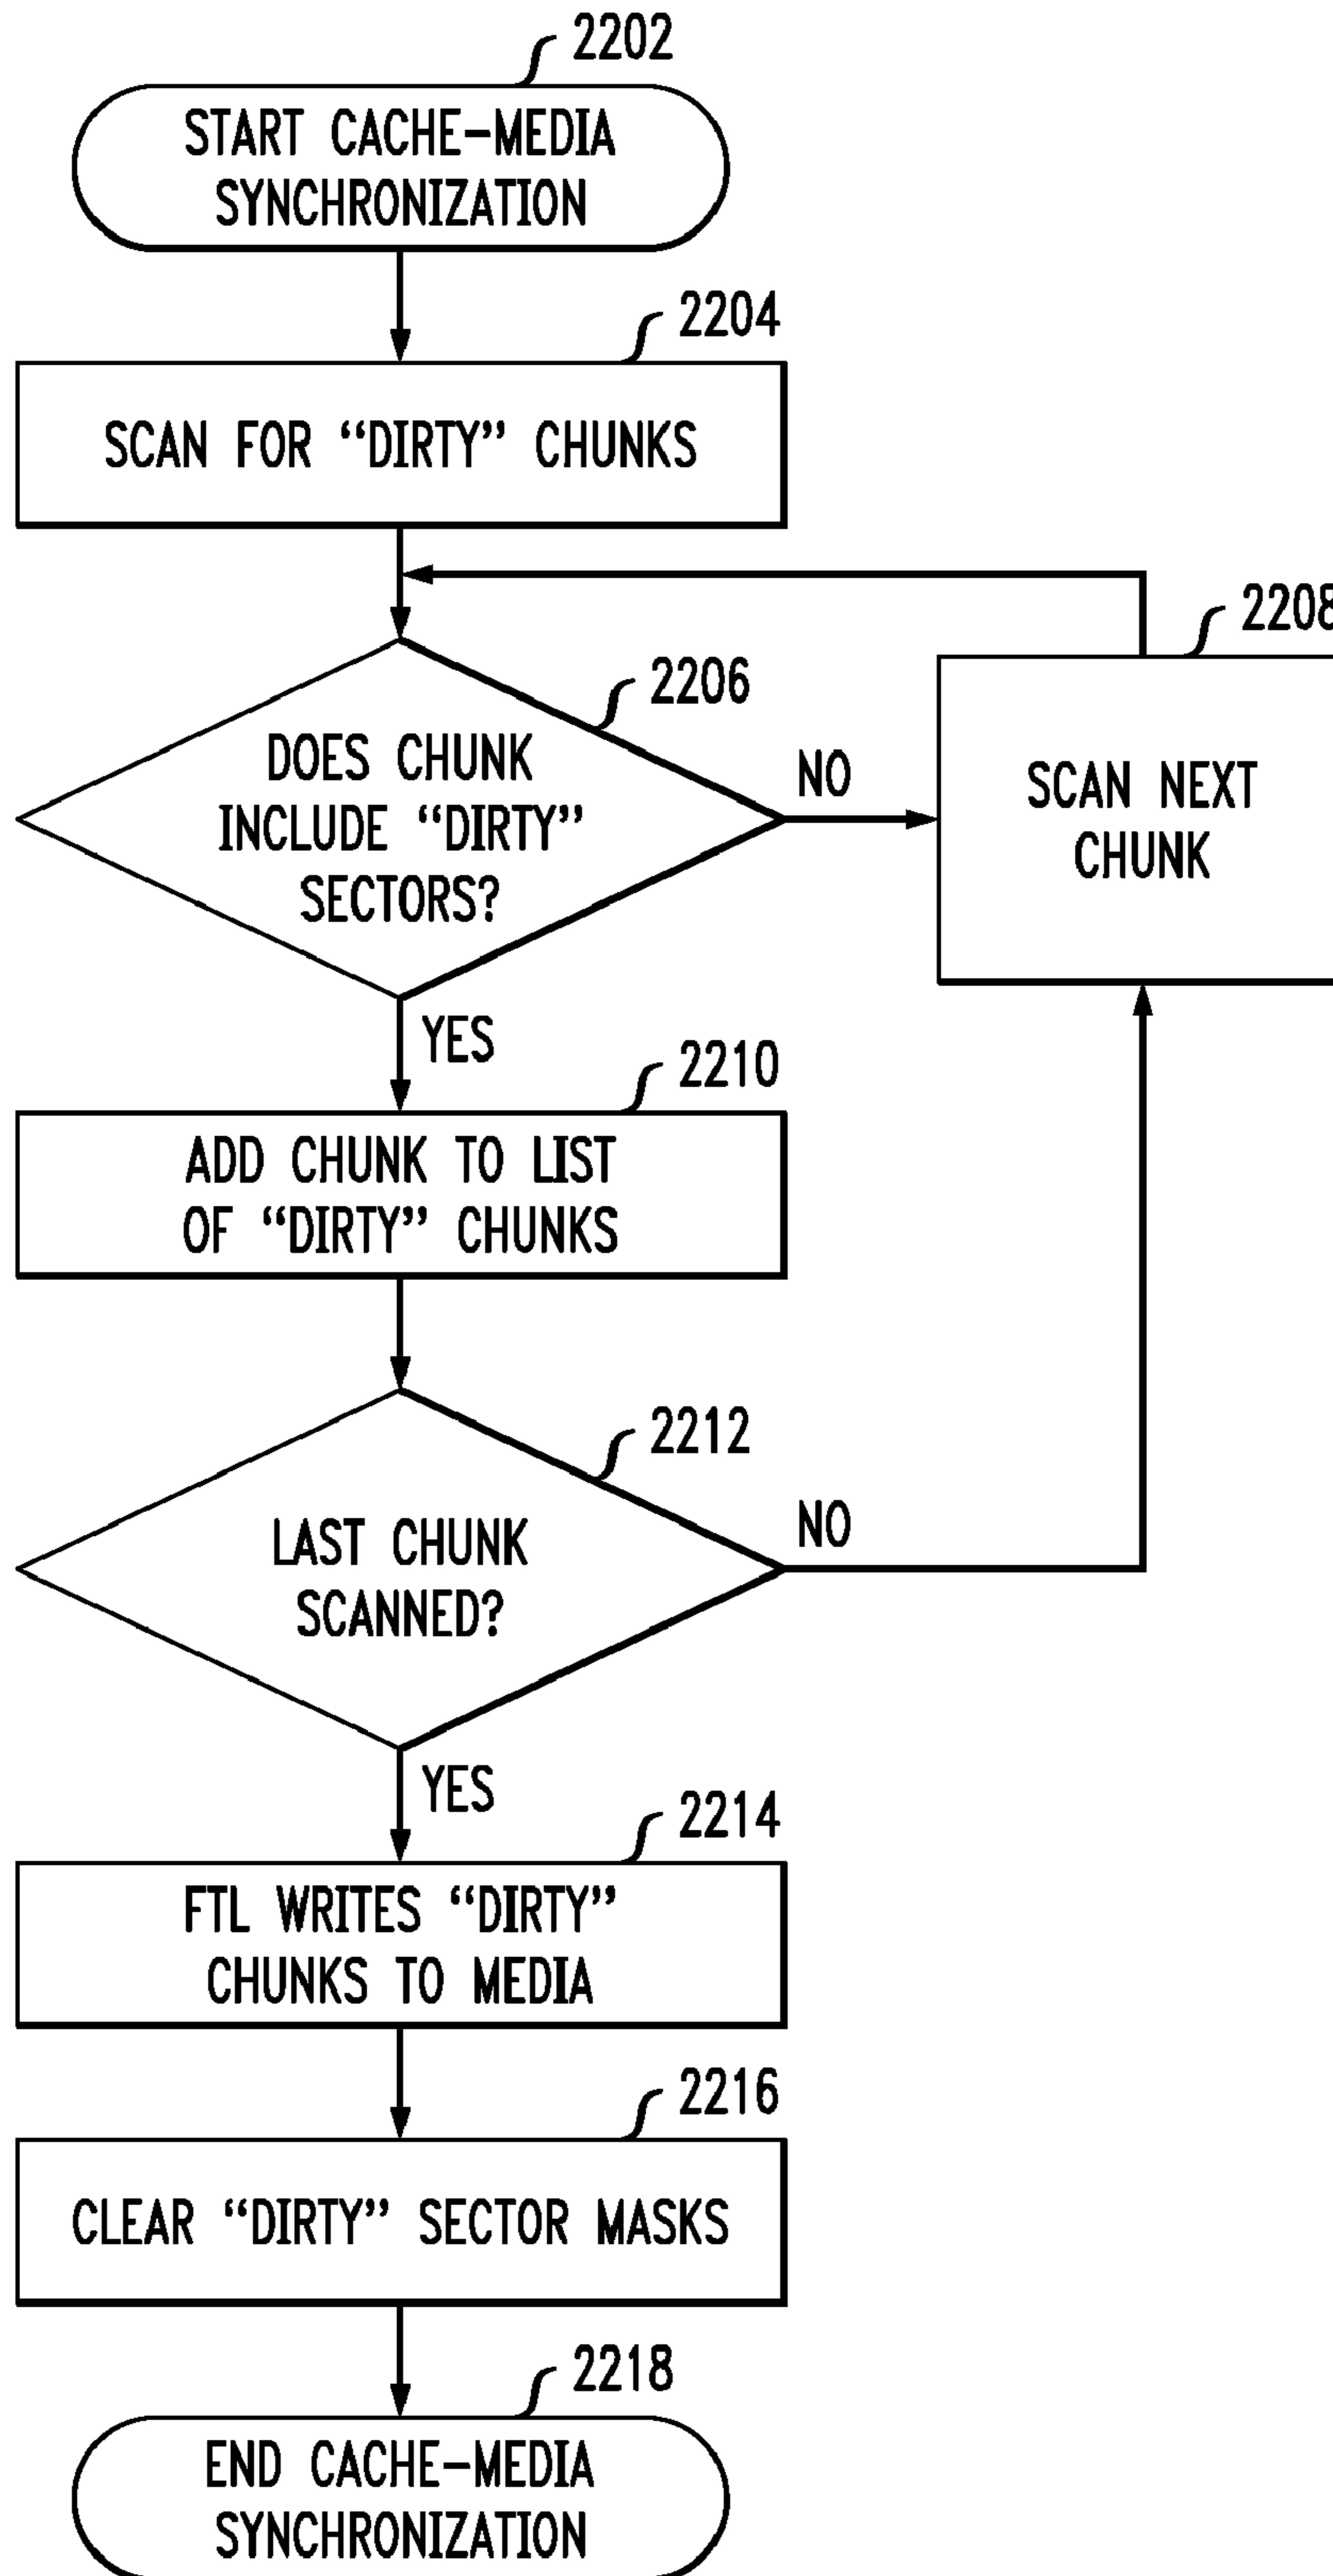 2202
START CACHE-MEDIA
SYNCHRONIZATION
2204
SCAN FOR “DIRTY” CHUNKS
2206
DOES CHUNK
INCLUDE “DIRTY”
SECTORS?
NO
2208
SCAN NEXT
CHUNK
YES
2210
ADD CHUNK TO LIST
OF “DIRTY” CHUNKS
2212
LAST CHUNK
SCANNED?
NO
YES
2214
FTL WRITES “DIRTY”
CHUNKS TO MEDIA
2216
CLEAR “DIRTY” SECTOR MASKS
2218
END CACHE-MEDIA
SYNCHRONIZATION